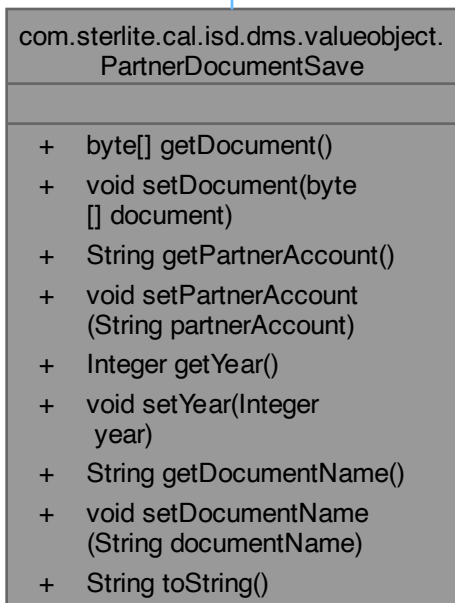 com.sterlite.cal.isd.dms.valueobject.
PartnerDocumentSave
+ byte[] getDocument()
+ void setDocument(byte
[] document)
+ String getPartnerAccount()
+ void setPartnerAccount
(String partnerAccount)
+ Integer getYear()
+ void setYear(Integer
year)
+ String getDocumentName()
+ void setDocumentName
(String documentName)
+ String toString()